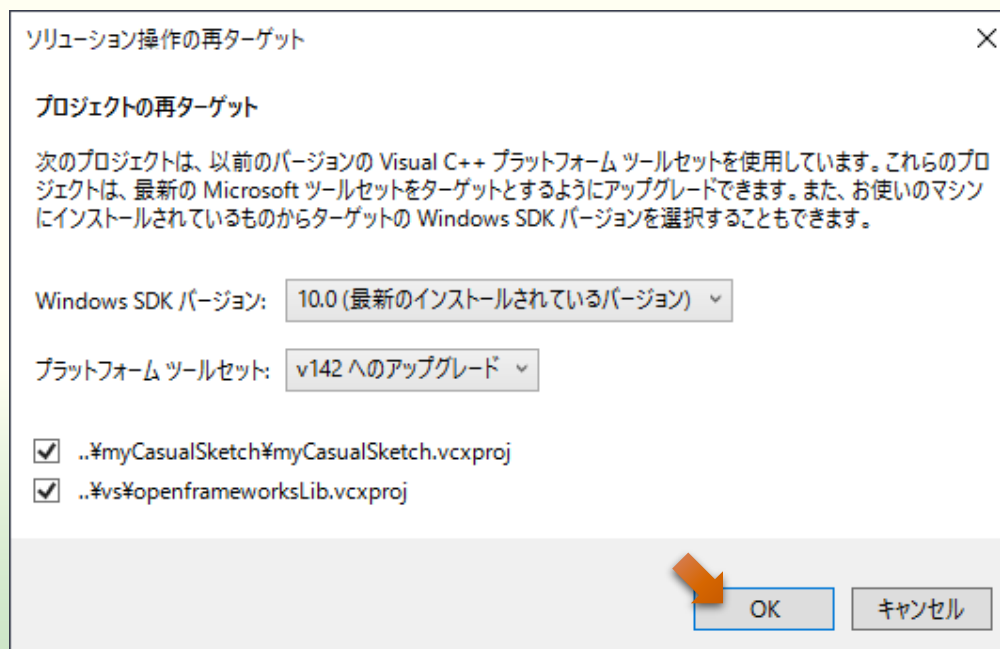 ソリューション操作の再ターゲット
プロジェクトの再ターゲット
次のプロジェクトは、以前のバージョンの Visual C++ プラットフォーム ツールセットを使用しています。これらのプロ
ジェクトは、最新の Microsoft ツールセットをターゲットとするようにアップグレードできます。また、お使いのマシン
にインストールされているものからターゲットの Windows SDK バージョンを選択することもできます。
Windows SDK バージョン: 10.0 (最新のインストールされているバージョン)
プラットフォーム ツールセット: v142 へのアップグレード
..¥myCasualSketch¥myCasualSketch.vcxproj
..¥vs¥openframeworksLib.vcxproj
OK キャンセル